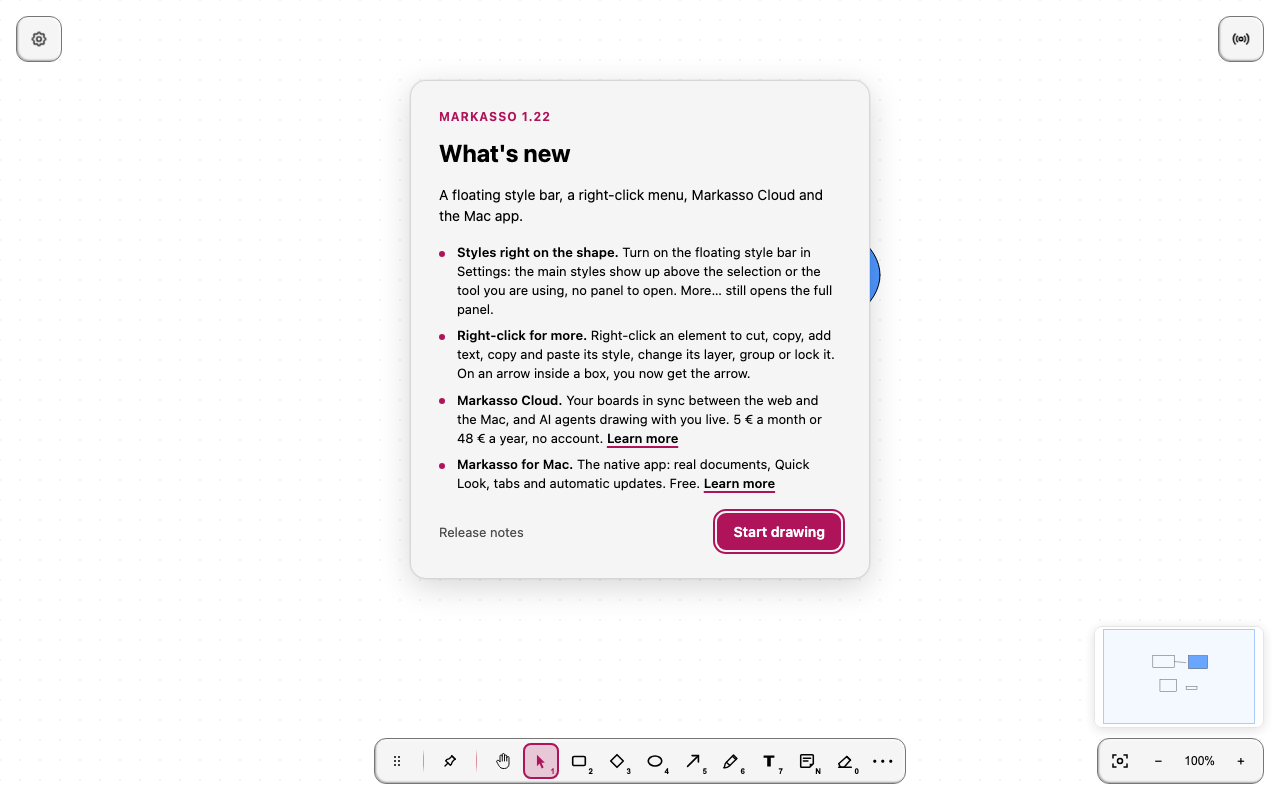 MARKASSO 1.22
What's new
A floating style bar, a right-click menu, Markasso Cloud and
the Mac app.
Styles right on the shape. Turn on the floating style bar in
Settings: the main styles show up above the selection or the
tool you are using, no panel to open. More... still opens the full
panel.
Right-click for more. Right-click an element to cut, copy, add
text, copy and paste its style, change its layer, group or lock it.
On an arrow inside a box, you now get the arrow.
Markasso Cloud. Your boards in sync between the web and
the Mac, and AI agents drawing with you live. 5 € a month or
48 € a year, no account. Learn more
Markasso for Mac. The native app: real documents, Quick
Look, tabs and automatic updates. Free. Learn more
Release notes
Start drawing
1 2 3 4 5 6 T 7 N 0
100%